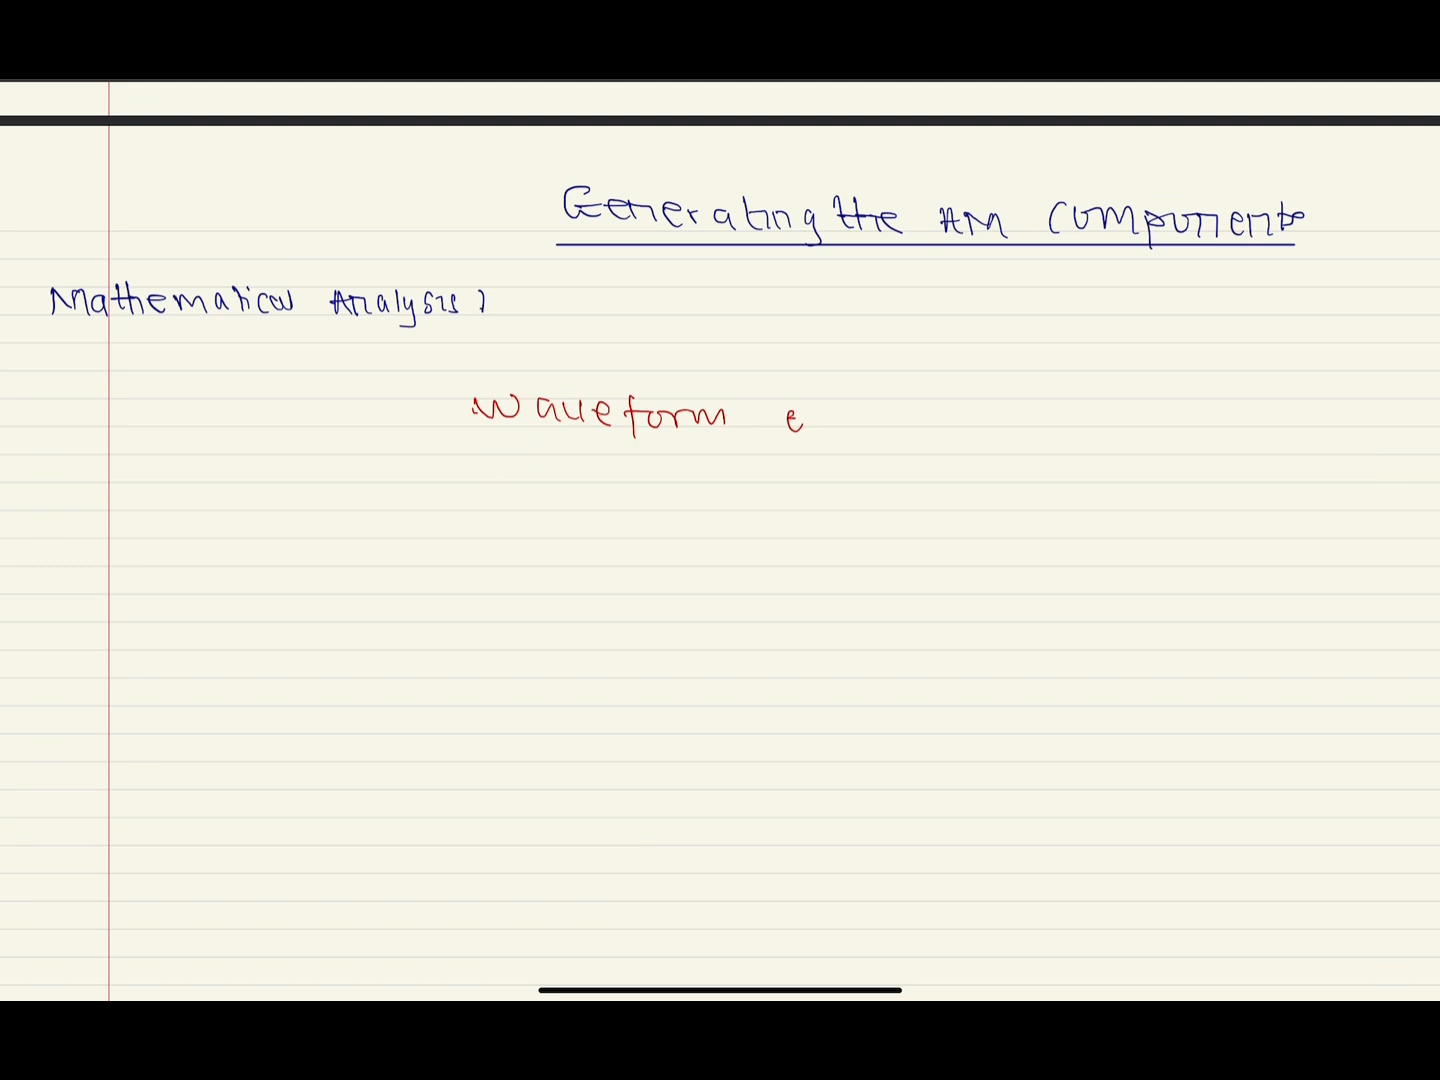 Generating the AM Components
Mathematical Analysis:
Waveform e